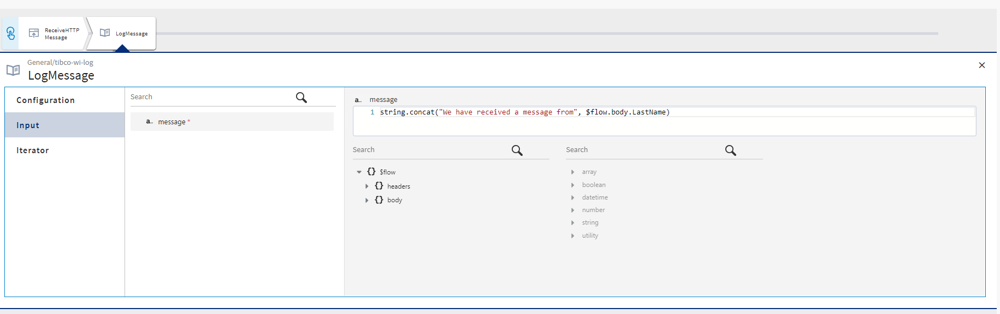 ReceiveHTTP
Message
LogMessage
General/tibco-wi-log
LogMessage
Configuration
Input
Iterator
Search
a.. message *
a.. message
1 string.concat("We have received a message from", $flow.body.LastName)
Search
{} $flow
{} headers
{} body
Search
array
boolean
datetime
number
string
utility